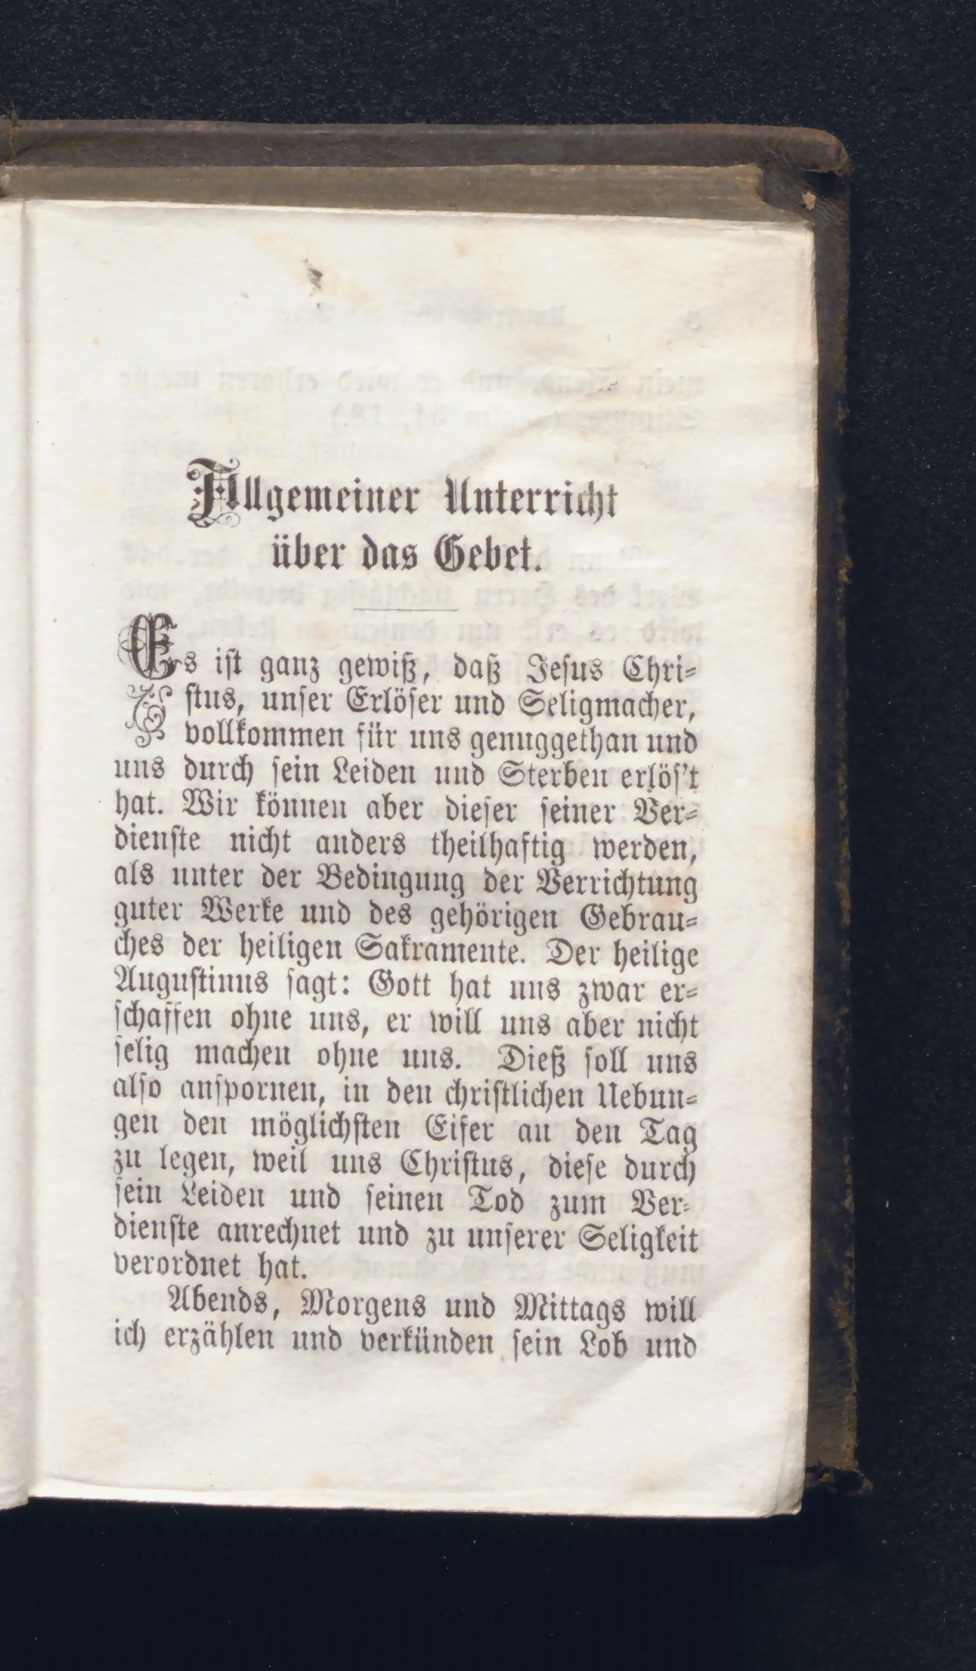 Allgemeiner Unterricht
über das Gebet.
Es ist ganz gewiß, daß Jesus Chri-
stus, unser Erlöser und Seligmacher,
vollkommen für uns genuggethan und
uns durch sein Leiden und Sterben erlös't
hat. Wir können aber dieser seiner Ver-
dienste nicht anders theilhaftig werden,
als unter der Bedingung der Verrichtung
guter Werke und des gehörigen Gebrau-
ches der heiligen Sakramente. Der heilige
Augustinus sagt: Gott hat uns zwar er-
schaffen ohne uns, er will uns aber nicht
selig machen ohne uns. Dieß soll uns
also anspornen, in den christlichen Uebun-
gen den möglichsten Eifer an den Tag
zu legen, weil uns Christus, diese durch
sein Leiden und seinen Tod zum Ver-
dienste anrechnet und zu unserer Seligkeit
verordnet hat.
Abends, Morgens und Mittags will
ich erzählen und verkünden sein Lob und